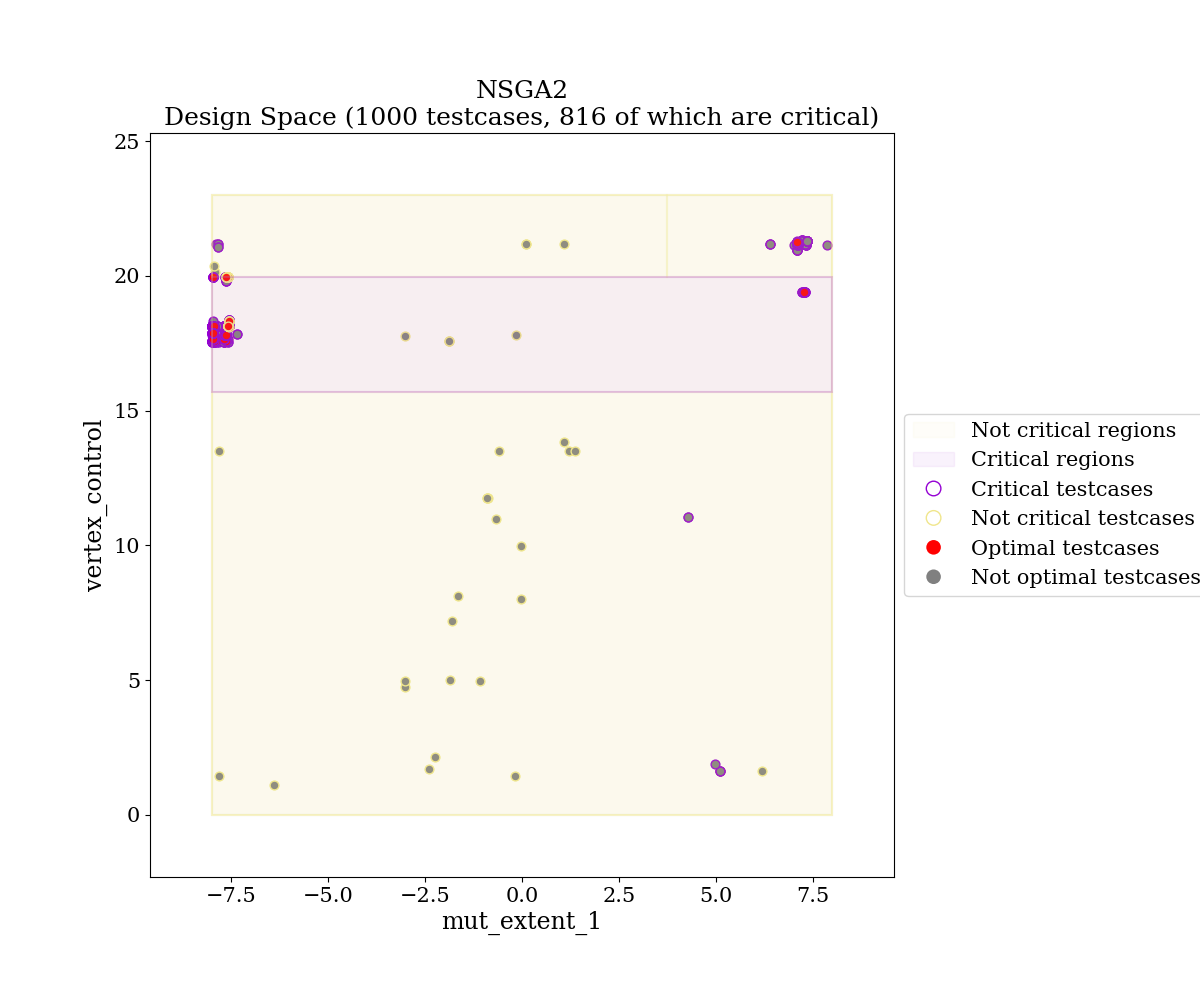 NSGA2
Design Space (1000 testcases, 816 of which are critical)
25
20
15
10
5
0
vertex_control
−7.5
−5.0
−2.5
0.0
2.5
5.0
7.5
mut_extent_1
Not critical regions
Critical regions
Critical testcases
Not critical testcases
Optimal testcases
Not optimal testcases